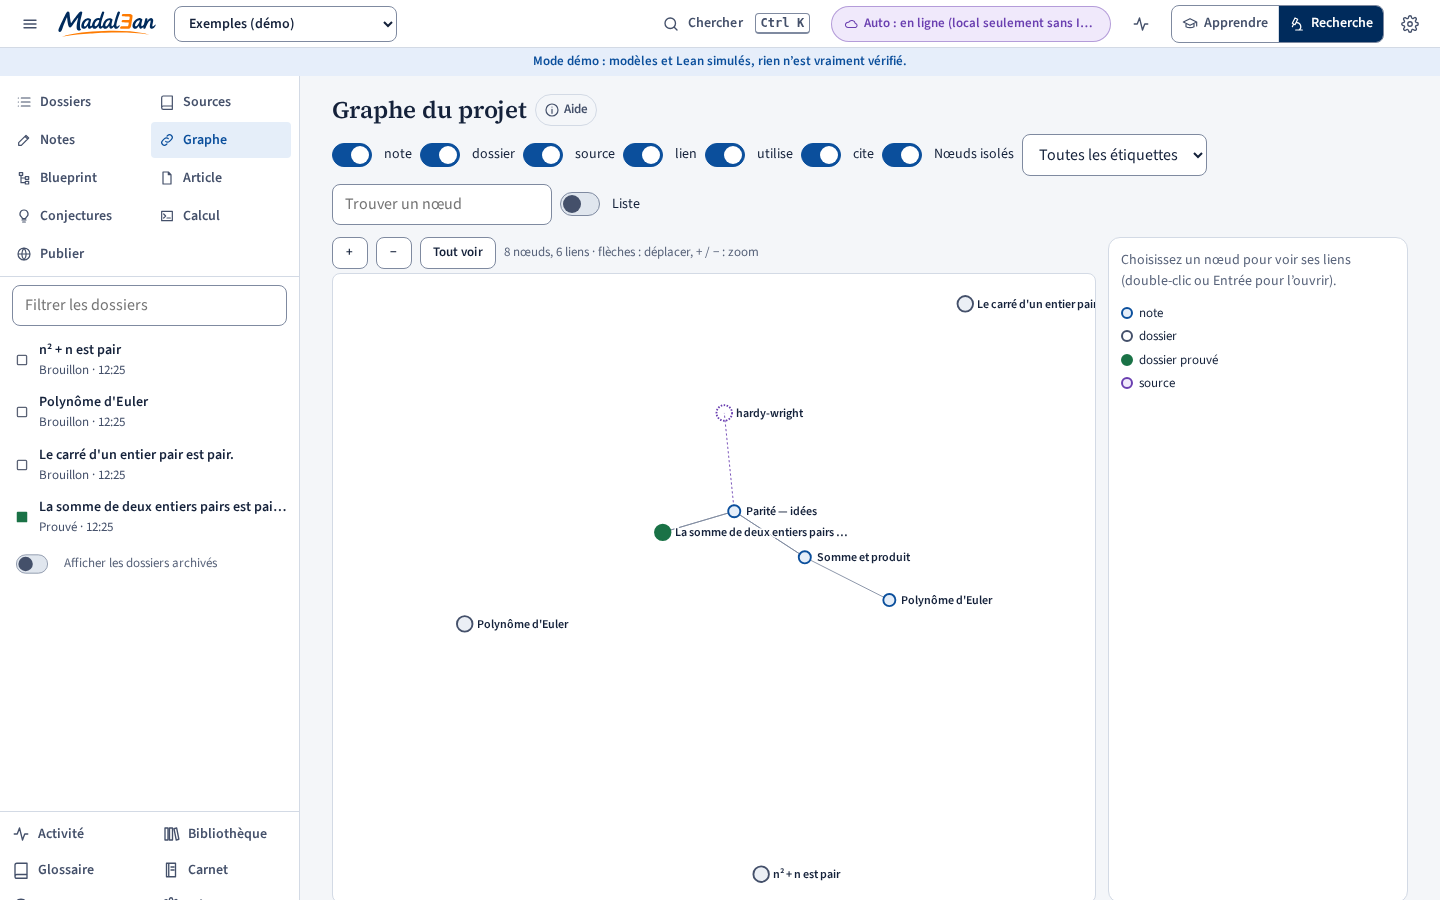 MadalƐan
Exemples (démo)
Chercher
Ctrl K
Auto : en ligne (local seulement sans I…
Apprendre
Recherche
Mode démo : modèles et Lean simulés, rien n’est vraiment vérifié.
Dossiers
Sources
Notes
Graphe
Blueprint
Article
Conjectures
Calcul
Publier
Filtrer les dossiers
n² + n est pair
Brouillon · 12:25
Polynôme d'Euler
Brouillon · 12:25
Le carré d'un entier pair est pair.
Brouillon · 12:25
La somme de deux entiers pairs est pai…
Prouvé · 12:25
Afficher les dossiers archivés
Activité
Bibliothèque
Glossaire
Carnet
Graphe du projet
Aide
note
dossier
source
lien
utilise
cite
Nœuds isolés
Toutes les étiquettes
Trouver un nœud
Liste
+
−
Tout voir
8 nœuds, 6 liens · flèches : déplacer, + / − : zoom
Le carré d'un entier pair
hardy-wright
Parité — idées
La somme de deux entiers pairs …
Somme et produit
Polynôme d'Euler
Polynôme d'Euler
n² + n est pair
Choisissez un nœud pour voir ses liens
(double-clic ou Entrée pour l’ouvrir).
note
dossier
dossier prouvé
source